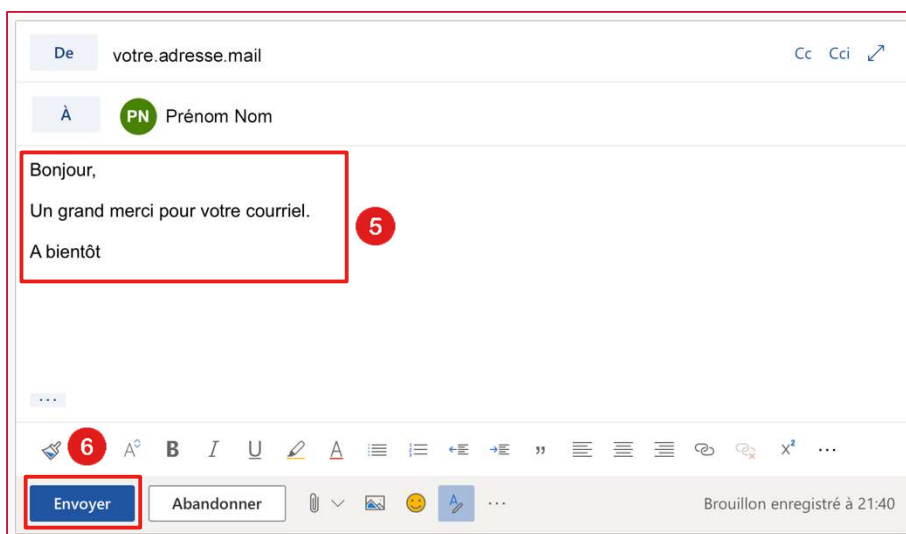 De votre.adresse.mail Cc Cci
À PN Prénom Nom
Bonjour,
Un grand merci pour votre courriel.
5
A bientôt
...
6 A B I U A " x² ...
Envoyer Abandonner A ... Brouillon enregistré à 21:40